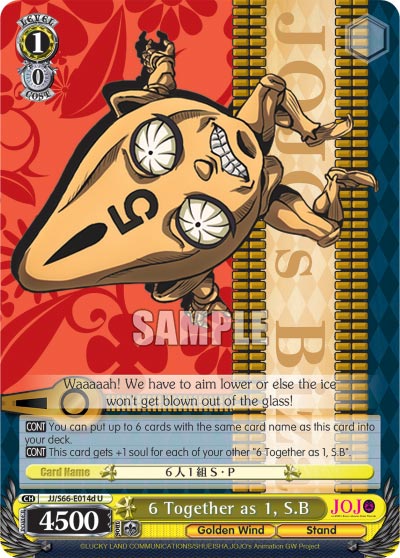 LEVEL
1
0
COST
JOJO's B
5
SAMPLE
Waaaaah! We have to aim lower or else the ice
won't get blown out of the glass!
CONT You can put up to 6 cards with the same card name as this card into
your deck.
CONT This card gets +1 soul for each of your other "6 Together as 1, S.B".
Card Name
6人1組 S・P
CH JJ/S66-E014d U
POWER 4500 SOUL
6 Together as 1, S.B
JOJO
Golden Wind Stand
©LUCKY LAND COMMUNICATIONS/SHUEISHA,JOJO's Animation GW Project